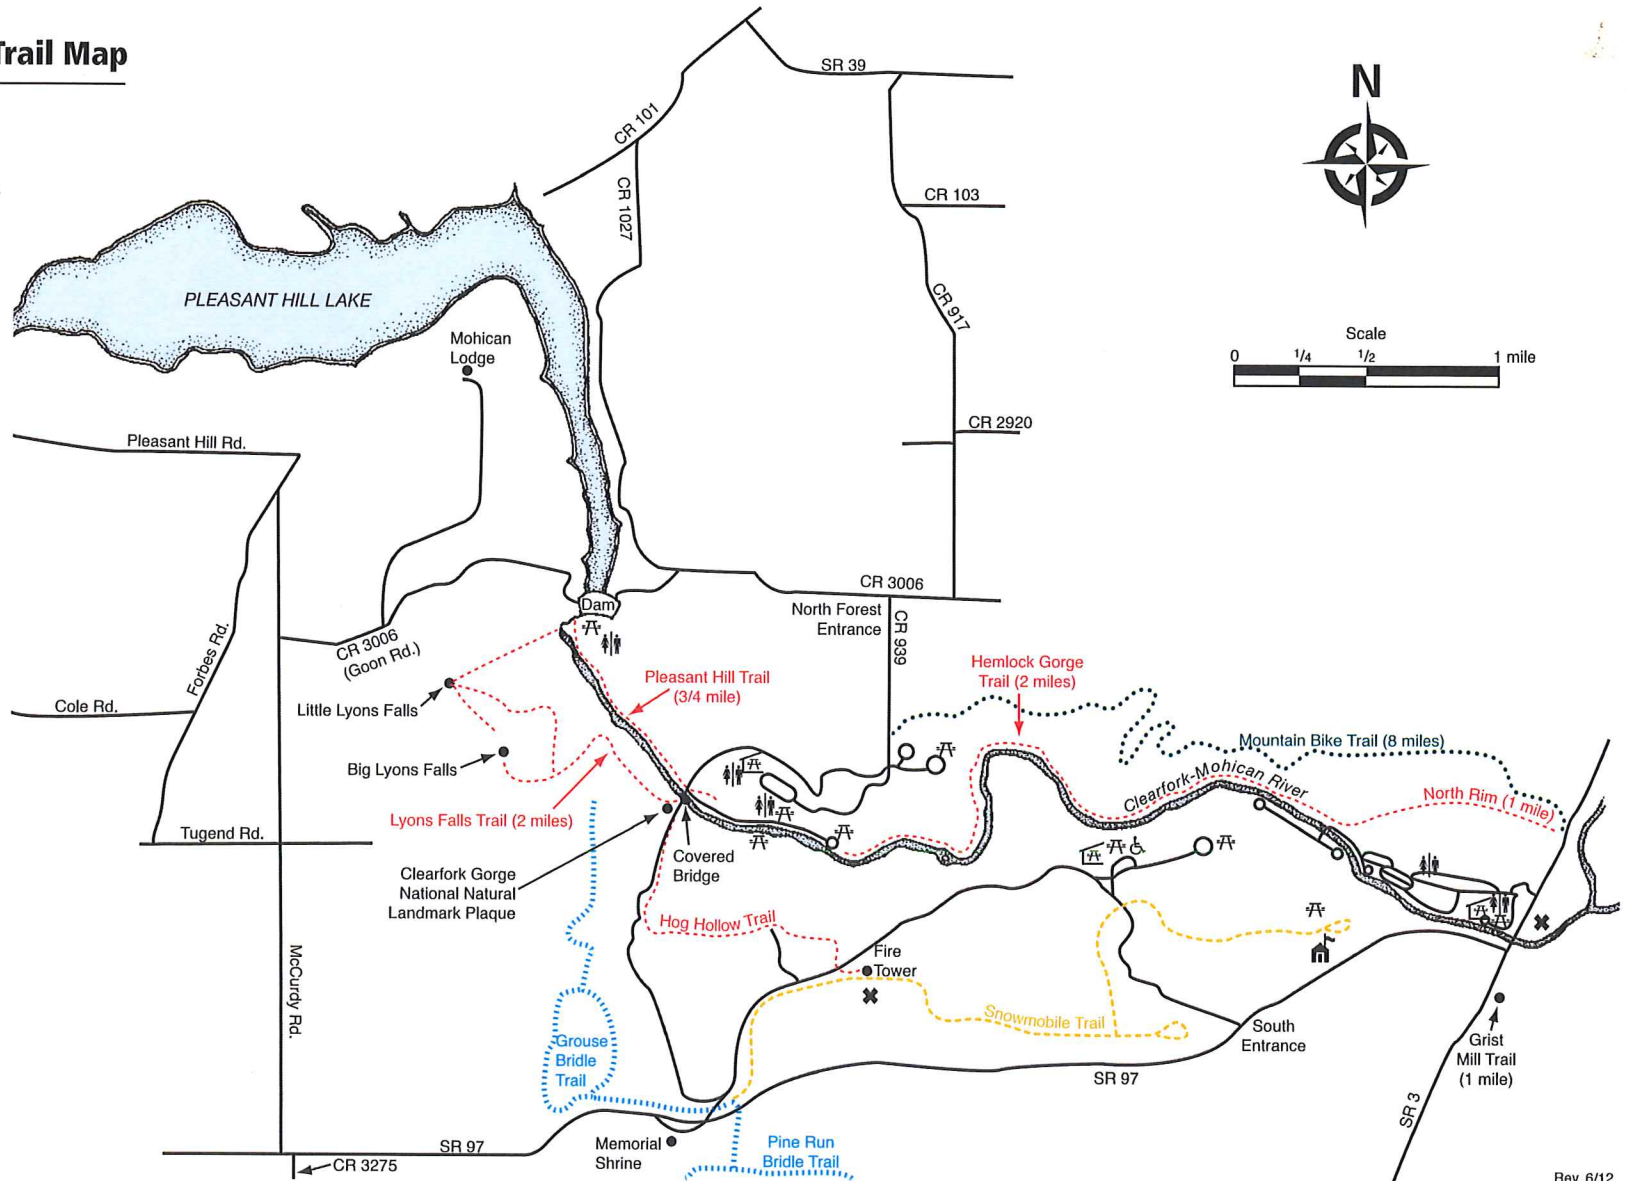 Trail Map
SR 39
N
CR 101
CR 1027
CR 103
CR 917
PLEASANT HILL LAKE
Mohican
Lodge
Scale
0 1/4 1/2 1 mile
CR 2920
Pleasant Hill Rd.
CR 3006
Dam
North Forest
Entrance
CR 939
CR 3006
(Goon Rd.)
Forbes Rd.
Hemlock Gorge
Trail (2 miles)
Pleasant Hill Trail
(3/4 mile)
Cole Rd.
Little Lyons Falls
Mountain Bike Trail (8 miles)
Big Lyons Falls
Clearfork-Mohican River
North Rim (1 mile)
Lyons Falls Trail (2 miles)
Tugend Rd.
Covered
Bridge
Clearfork Gorge
National Natural
Landmark Plaque
Hog Hollow Trail
Fire
Tower
McCurdy Rd.
Snowmobile Trail
South
Entrance
Grouse
Bridle
Trail
Grist
Mill Trail
(1 mile)
SR 97
SR 3
SR 97
Memorial
Shrine
Pine Run
Bridle Trail
CR 3275
Rev. 6/12